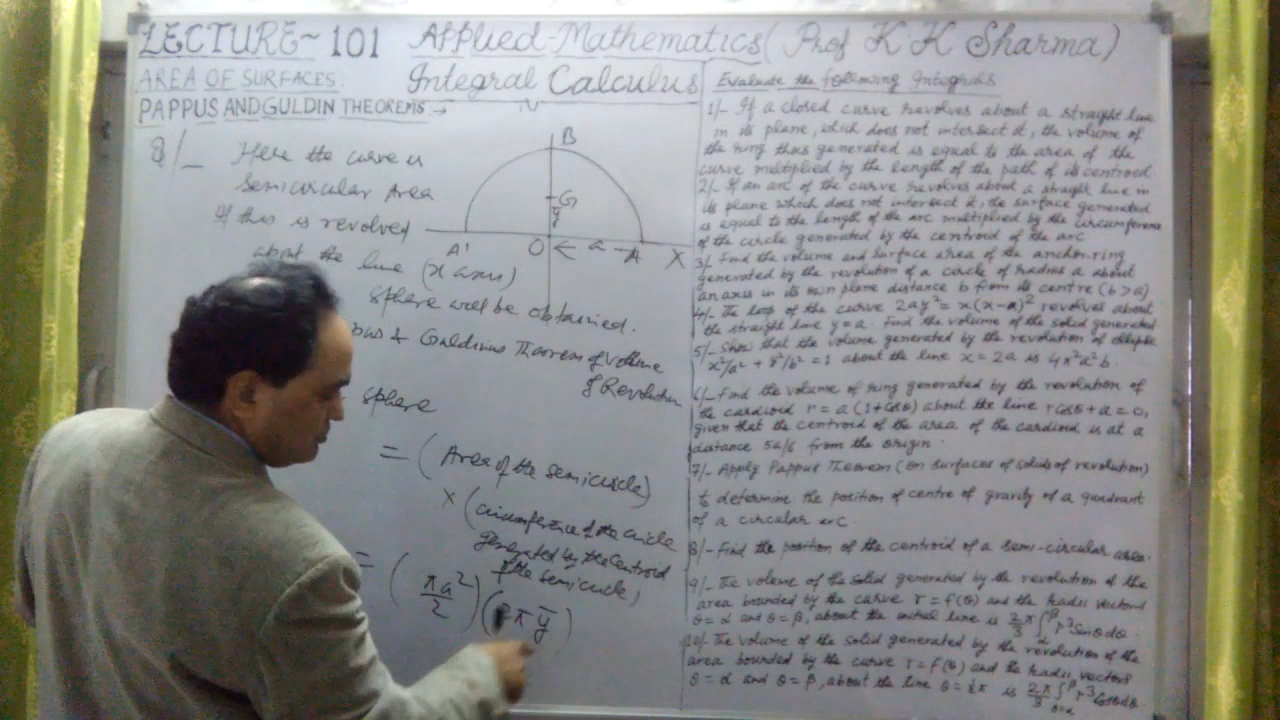 LECTURE~101 Applied-Mathematics (Prof K.K Sharma)
AREA OF SURFACES:
Integral Calculus
PAPPUS AND GULDIN THEOREMS:→
8/_ Here the curve is
Semicircular Area
If this is revolved
about the line (x axis)
sphere will be obtained.
& Guldinus Theorem of Volume
of Revolution
sphere
= (Area of the semicircle)
× (circumference of the circle
generated by the centroid
of the semicircle)
= (πa²/2)(2πȳ)
B
G
ȳ
A' O ← a → A X
Evaluate the following Integrals
1/- If a closed curve revolves about a straight line
in its plane, which does not intersect it, the volume of
the ring thus generated is equal to the area of the
curve multiplied by the length of the path of its centroid
2/- If an arc of the curve revolves about a straight line in
its plane which does not intersect it, the surface generated
is equal to the length of the arc multiplied by the circumference
of the circle generated by the centroid of the arc
3/- Find the volume and surface area of the anchor-ring
generated by the revolution of a circle of radius a about
an axis in its own plane distance b from its centre (b>a).
4/- The loop of the curve 2ay² = x(x-a)² revolves about
the straight line y=a. Find the volume of the solid generated
5/- Show that the volume generated by the revolution of ellipse
x²/a² + y²/b² = 1 about the line x = 2a is 4π²a²b.
6/- Find the volume of ring generated by the revolution of
the cardioid r = a(1+cosθ) about the line rcosθ+a=0,
given that the centroid of the area of the cardioid is at a
distance 5a/6 from the origin.
7/- Apply Pappus Theorem (on surfaces of solids of revolution)
to determine the position of centre of gravity of a quadrant
of a circular arc.
8/- Find the position of the centroid of a semi-circular area.
9/- The volume of the solid generated by the revolution of the
area bounded by the curve r=f(θ) and the radii vectors
θ=α and θ=β, about the initial line is 2/3 π ∫αβ r³ sinθ dθ.
10/- The volume of the solid generated by the revolution of the
area bounded by the curve r=f(θ) and the radii vectors
θ=α and θ=β, about the line θ=½π is 2π/3 ∫θ=αβ r³ cosθ dθ